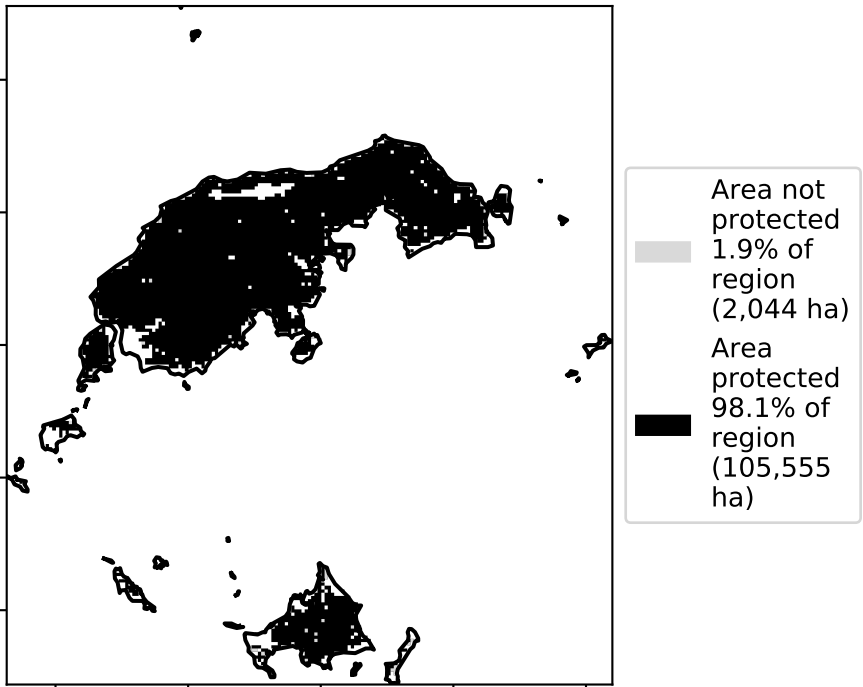 Area not
protected
1.9% of
region
(2,044 ha)
Area
protected
98.1% of
region
(105,555
ha)